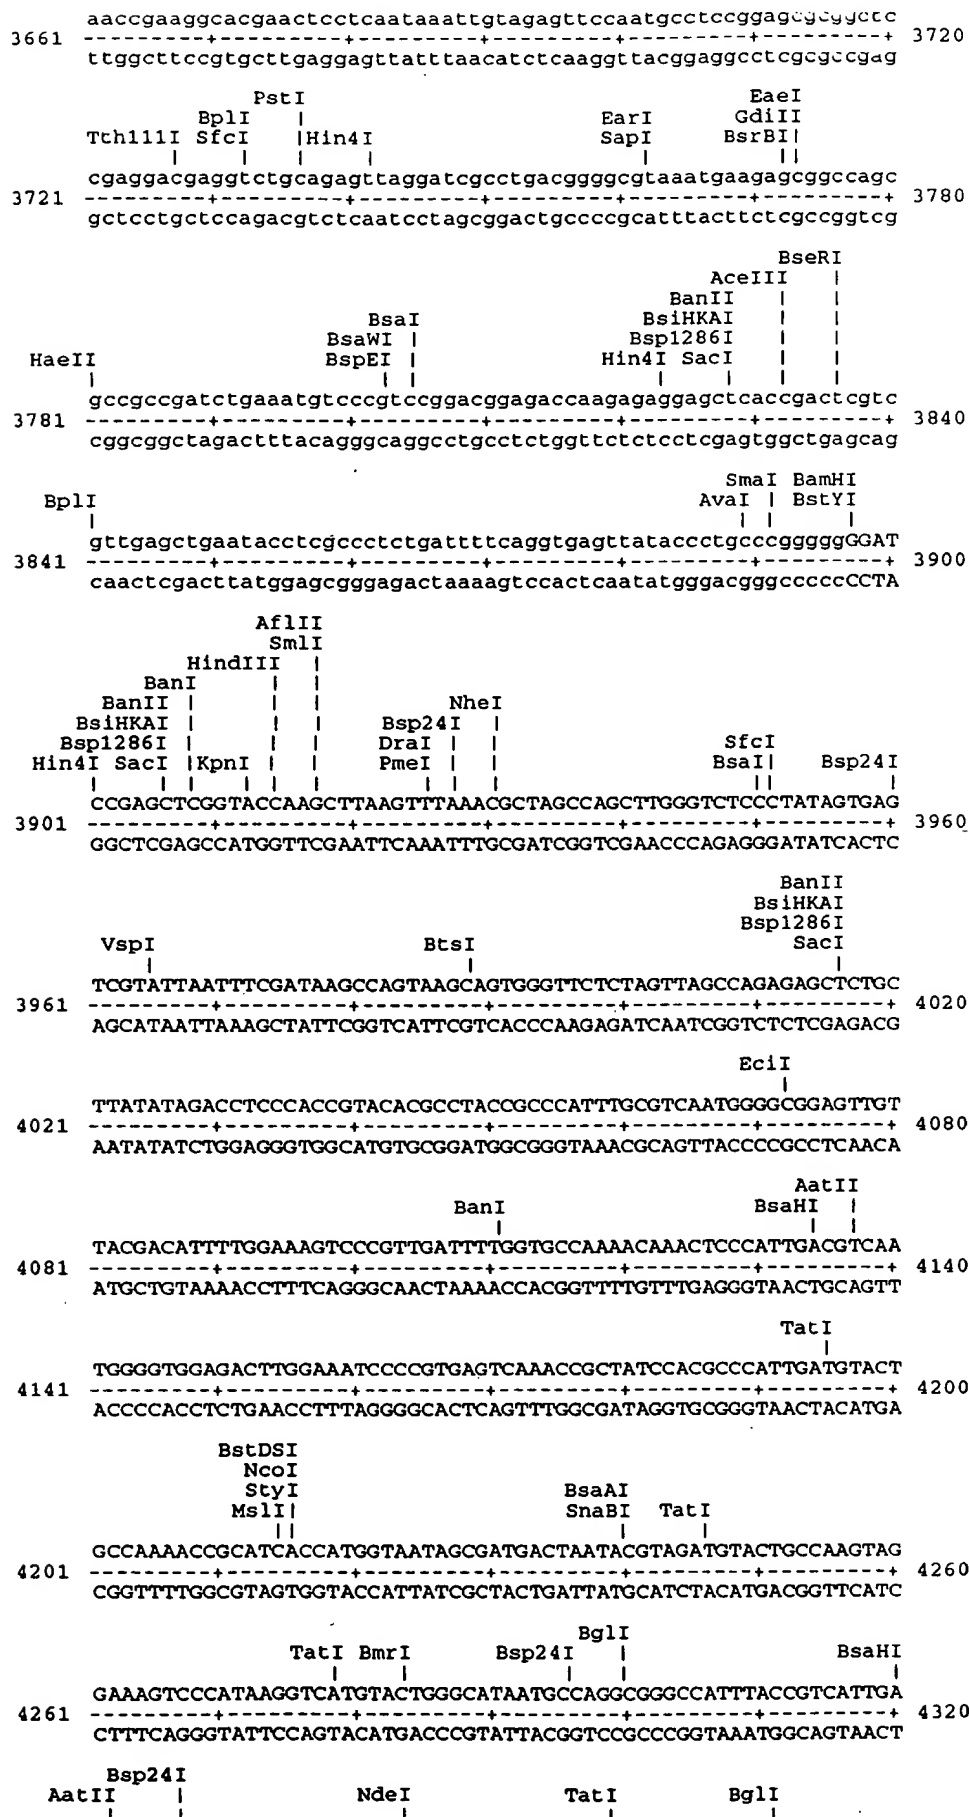 aaccgaaggcacgaactcctcaataaattgtagagttccaatgcctccggagcgcggctc
3661 ---------+---------+---------+---------+---------+---------+ 3720
ttggcttccgtgcttgaggagttatttaacatctcaaggttacggaggcctcgcgccgag
PstI EaeI
BplI | EarI GdiII
Tth111I SfcI |Hin4I SapI BsrBI|
cgaggacgaggtctgcagagttaggatcgcctgacggggcgtaaatgaagagcggccagc
3721 ---------+---------+---------+---------+---------+---------+ 3780
gctcctgctccagacgtctcaatcctagcggactgccccgcatttacttctcgccggtcg
BseRI
AceIII |
BanII | |
BsaI BsiHKAI | |
BsaWI | Bsp1286I | |
HaeII BspEI | Hin4I SacI | |
gccgccgatctgaaatgtcccgtccggacggagaccaagagaggagctcaccgactcgtc
3781 ---------+---------+---------+---------+---------+---------+ 3840
cggcggctagactttacagggcaggcctgcctctggttctctcctcgagtggctgagcag
SmaI BamHI
BplI AvaI | BstYI
gttgagctgaatacctcgccctctgattttcaggtgagttataccctgcccgggggGGAT
3841 ---------+---------+---------+---------+---------+---------+ 3900
caactcgacttatggagcgggagactaaaagtccactcaatatgggacgggcccccCCTA
AflII
SmlI
HindIII |
BanI | |
BanII | | | NheI
BsiHKAI | | | Bsp24I |
Bsp1286I | | | DraI | | SfcI
Hin4I SacI |KpnI | | PmeI | | BsaI| Bsp24I
CCGAGCTCGGTACCAAGCTTAAGTTTAAACGCTAGCCAGCTTGGGTCTCCCTATAGTGAG
3901 ---------+---------+---------+---------+---------+---------+ 3960
GGCTCGAGCCATGGTTCGAATTCAAATTTGCGATCGGTCGAACCCAGAGGGATATCACTC
BanII
BsiHKAI
Bsp1286I
VspI BtsI SacI
TCGTATTAATTTCGATAAGCCAGTAAGCAGTGGGTTCTCTAGTTAGCCAGAGAGCTCTGC
3961 ---------+---------+---------+---------+---------+---------+ 4020
AGCATAATTAAAGCTATTCGGTCATTCGTCACCCAAGAGATCAATCGGTCTCTCGAGACG
EciI
TTATATAGACCTCCCACCGTACACGCCTACCGCCCATTTGCGTCAATGGGGCGGAGTTGT
4021 ---------+---------+---------+---------+---------+---------+ 4080
AATATATCTGGAGGGTGGCATGTGCGGATGGCGGGTAAACGCAGTTACCCCGCCTCAACA
AatII
BanI BsaHI |
TACGACATTTTGGAAAGTCCCGTTGATTTTGGTGCCAAAACAAACTCCCATTGACGTCAA
4081 ---------+---------+---------+---------+---------+---------+ 4140
ATGCTGTAAAACCTTTCAGGGCAACTAAAACCACGGTTTTGTTTGAGGGTAACTGCAGTT
TatI
TGGGGTGGAGACTTGGAAATCCCCGTGAGTCAAACCGCTATCCACGCCCATTGATGTACT
4141 ---------+---------+---------+---------+---------+---------+ 4200
ACCCCACCTCTGAACCTTTAGGGGCACTCAGTTTGGCGATAGGTGCGGGTAACTACATGA
BstDSI
NcoI
StyI BsaAI
MslI| SnaBI TatI
GCCAAAACCGCATCACCATGGTAATAGCGATGACTAATACGTAGATGTACTGCCAAGTAG
4201 ---------+---------+---------+---------+---------+---------+ 4260
CGGTTTTGGCGTAGTGGTACCATTATCGCTACTGATTATGCATCTACATGACGGTTCATC
BglI
TatI BmrI Bsp24I | BsaHI
GAAAGTCCCATAAGGTCATGTACTGGGCATAATGCCAGGCGGGCCATTTACCGTCATTGA
4261 ---------+---------+---------+---------+---------+---------+ 4320
CTTTCAGGGTATTCCAGTACATGACCCGTATTACGGTCCGCCCGGTAAATGGCAGTAACT
Bsp24I
AatII | NdeI TatI BglI